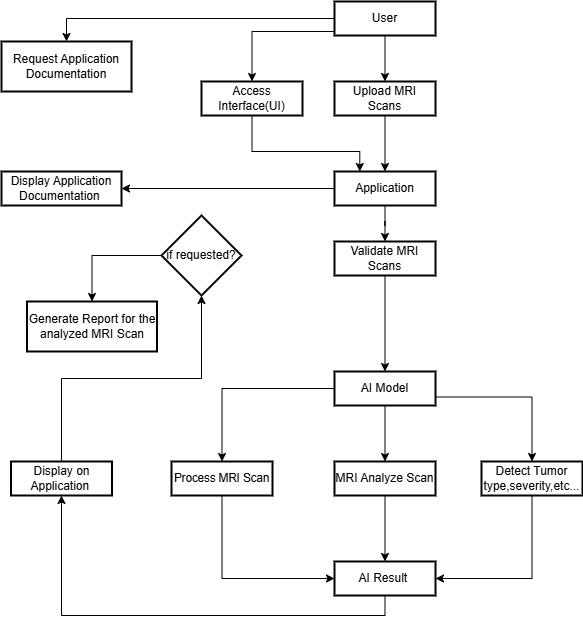 User
Request Application
Documentation
Access
Interface(UI)
Upload MRI
Scans
Display Application
Documentation
Application
if requested?
Validate MRI
Scans
Generate Report for the
analyzed MRI Scan
AI Model
Display on
Application
Process MRI Scan
MRI Analyze Scan
Detect Tumor
type,severity,etc...
AI Result